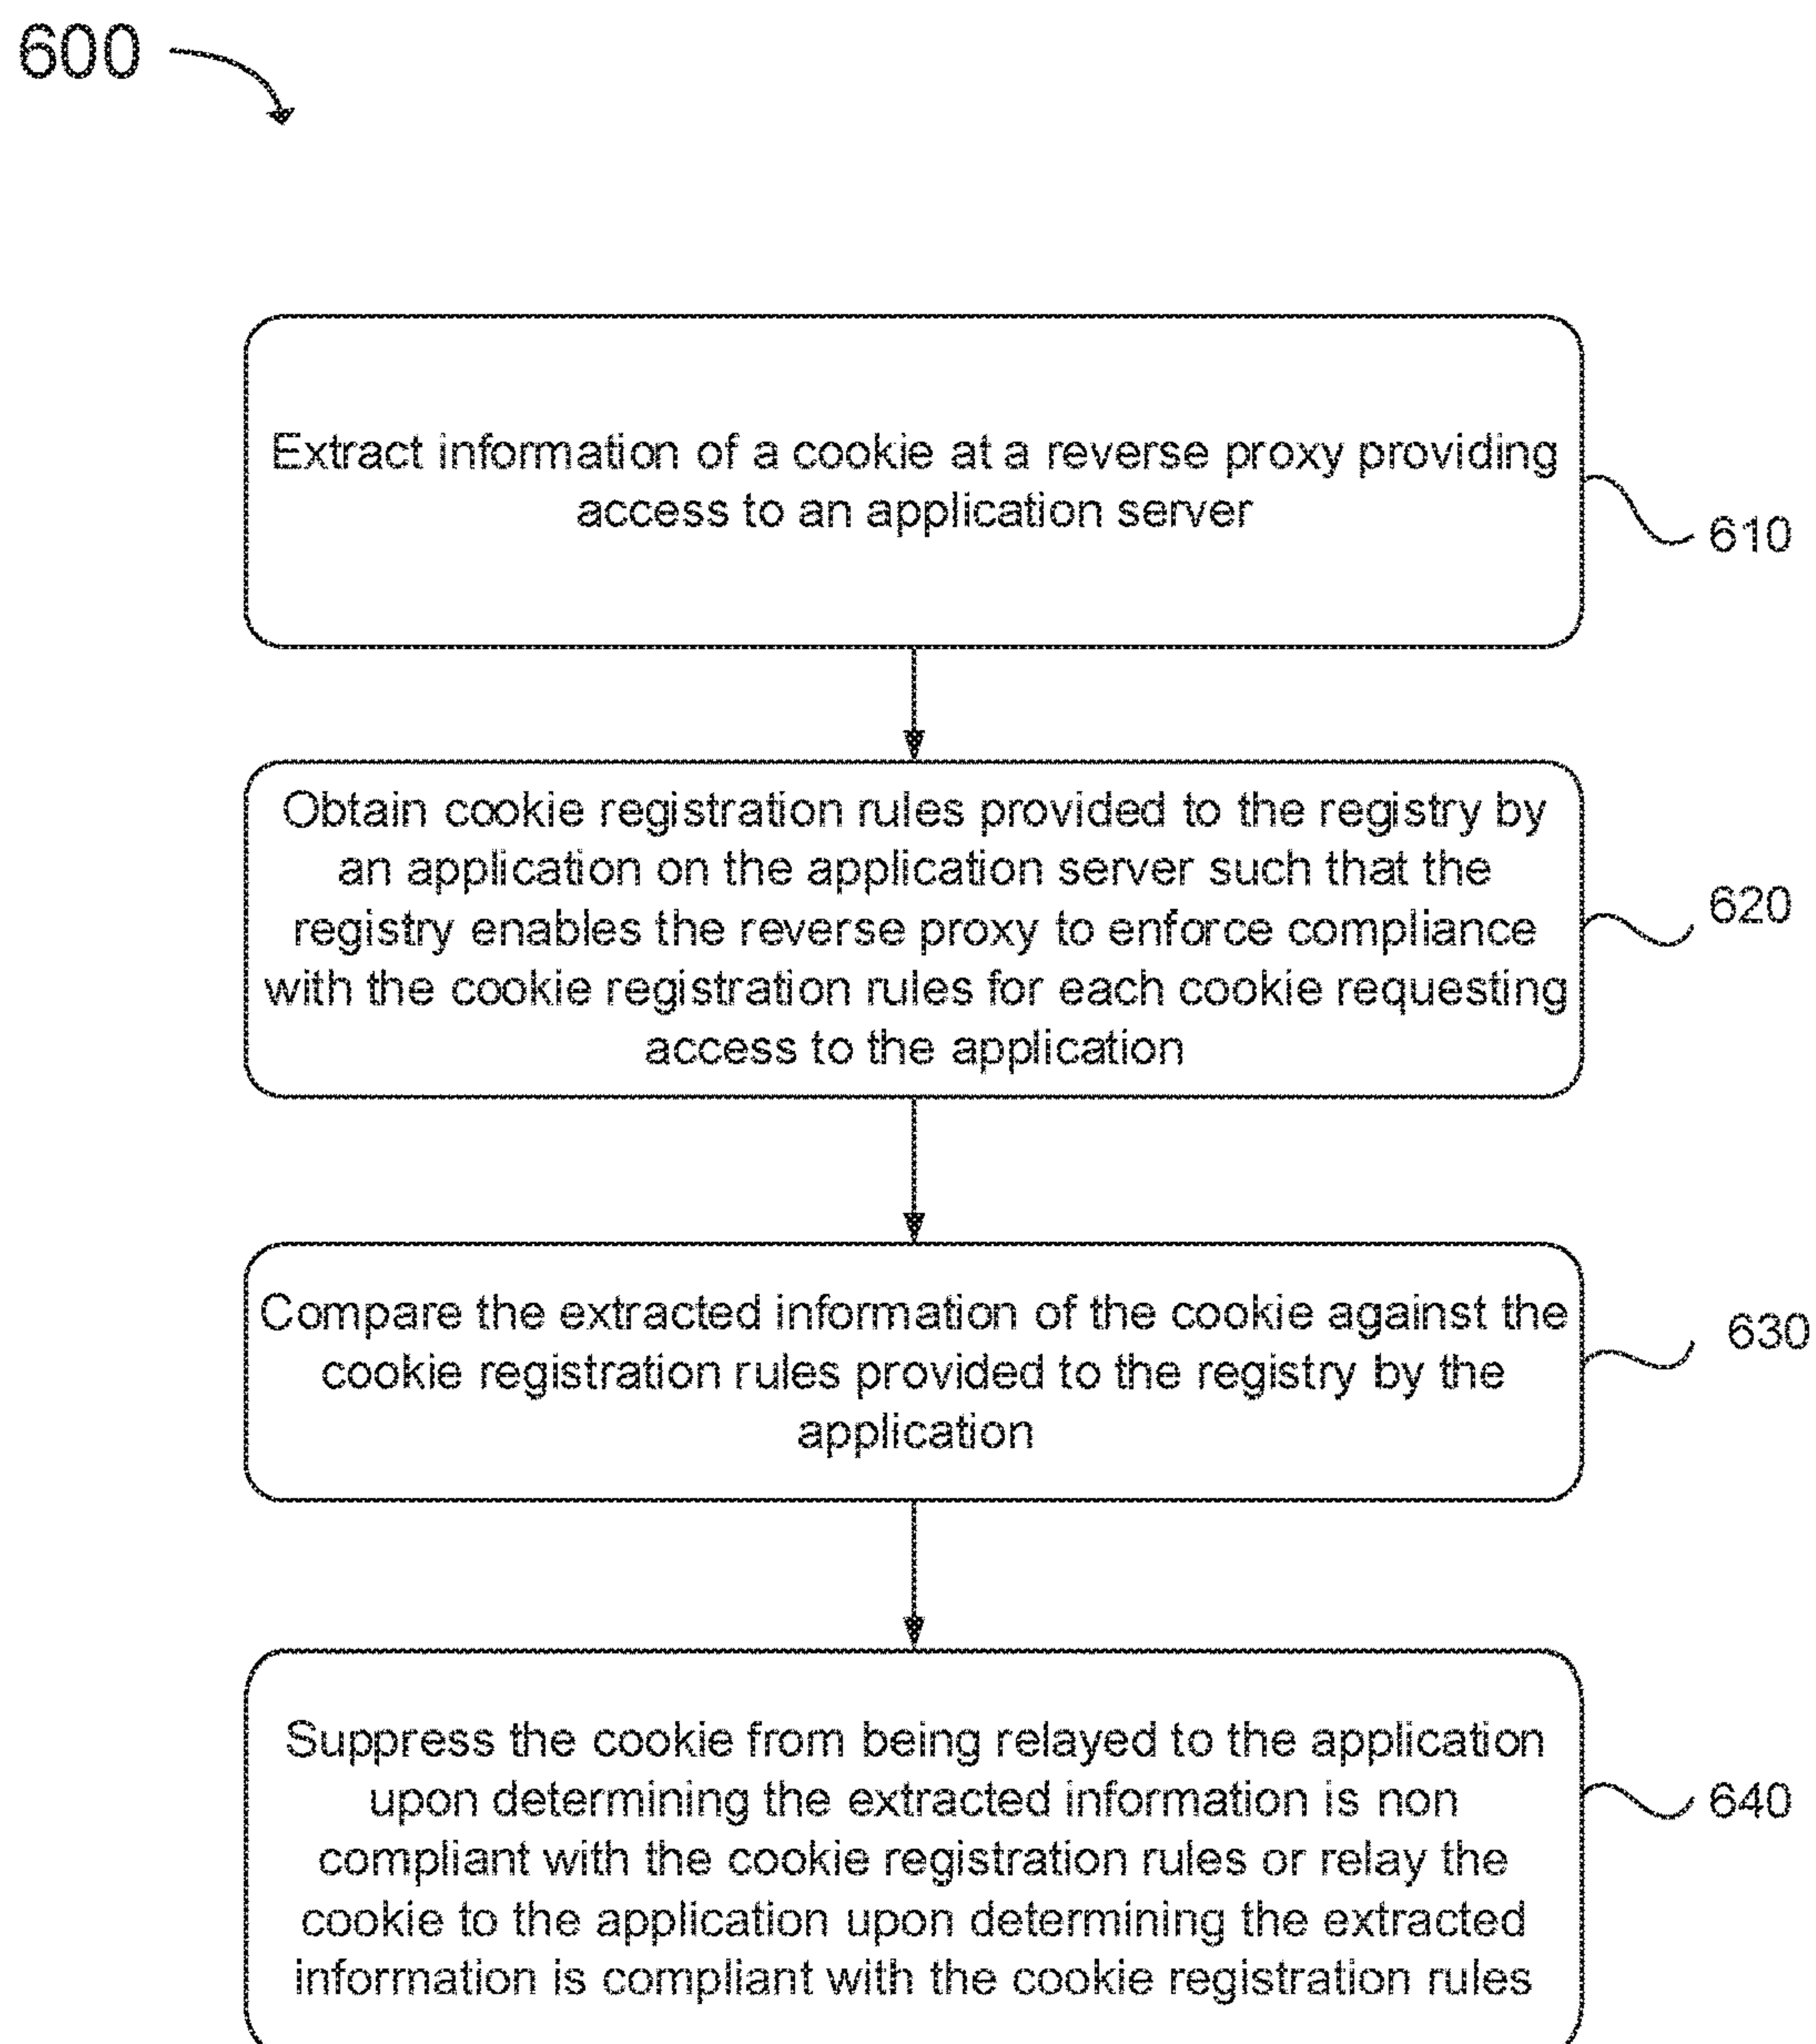 600
Extract information of a cookie at a reverse proxy providing
access to an application server
610
Obtain cookie registration rules provided to the registry by
an application on the application server such that the
registry enables the reverse proxy to enforce compliance
with the cookie registration rules for each cookie requesting
access to the application
620
Compare the extracted information of the cookie against the
cookie registration rules provided to the registry by the
application
630
Suppress the cookie from being relayed to the application
upon determining the extracted information is non
compliant with the cookie registration rules or relay the
cookie to the application upon determining the extracted
information is compliant with the cookie registration rules
640